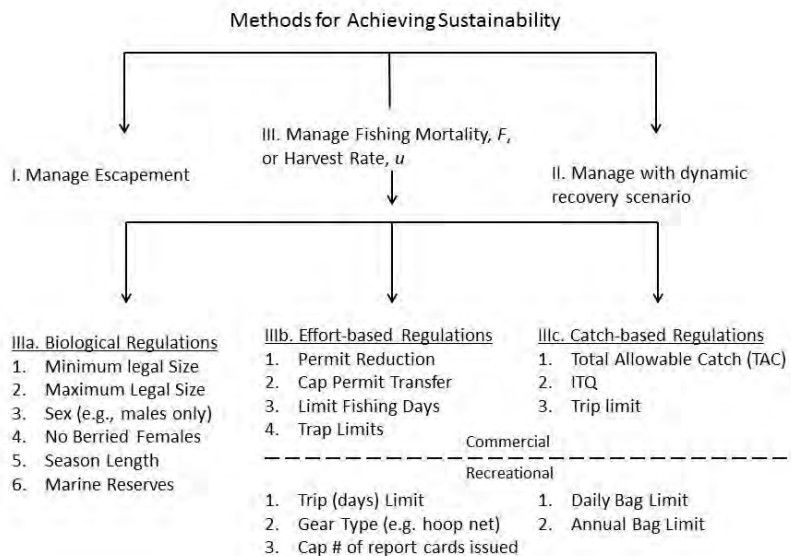 Methods for Achieving Sustainability
III. Manage Fishing Mortality, F,
or Harvest Rate, u
I. Manage Escapement
II. Manage with dynamic
recovery scenario
IIIa. Biological Regulations
1. Minimum legal Size
2. Maximum Legal Size
3. Sex (e.g., males only)
4. No Berried Females
5. Season Length
6. Marine Reserves
IIIb. Effort-based Regulations
1. Permit Reduction
2. Cap Permit Transfer
3. Limit Fishing Days
4. Trap Limits
IIIc. Catch-based Regulations
1. Total Allowable Catch (TAC)
2. ITQ
3. Trip limit
Commercial
Recreational
1. Trip (days) Limit
2. Gear Type (e.g. hoop net)
3. Cap # of report cards issued
1. Daily Bag Limit
2. Annual Bag Limit